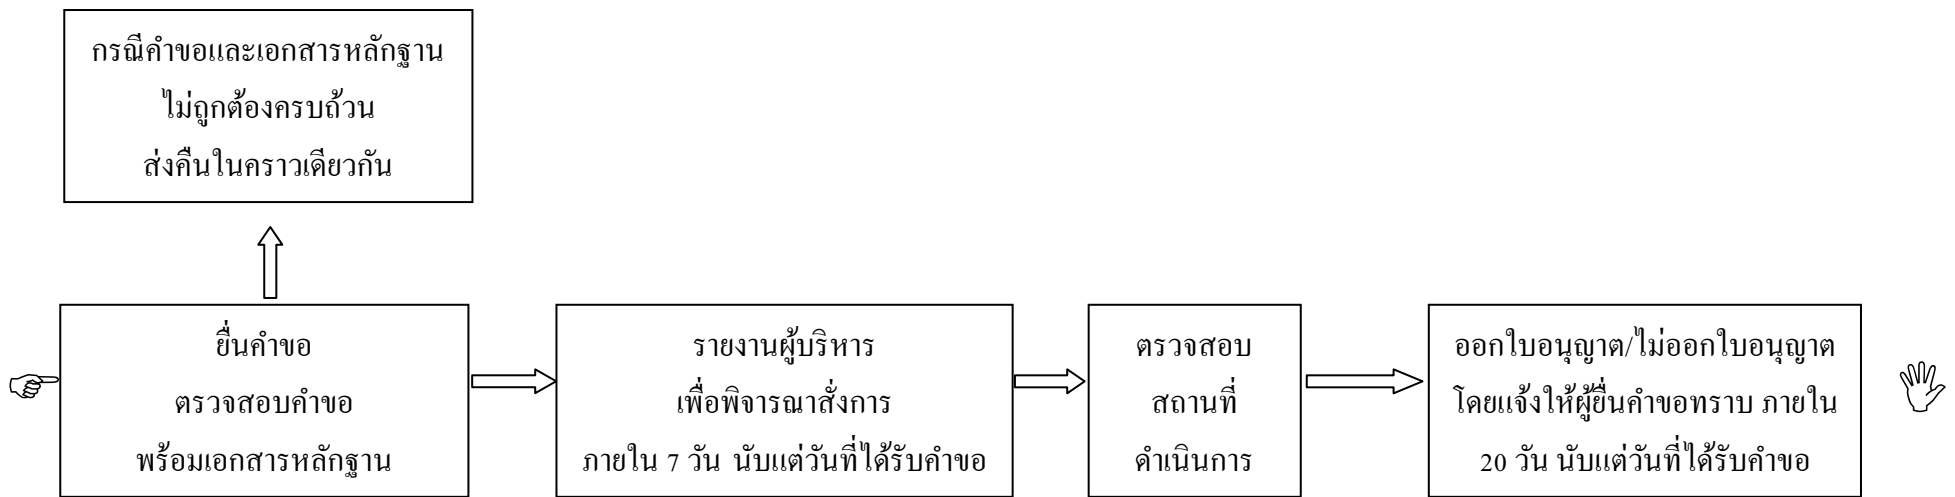 กรณีคำขอและเอกสารหลักฐาน
ไม่ถูกต้องครบถ้วน
ส่งคืนในคราวเดียวกัน
ยื่นคำขอ
ตรวจสอบคำขอ
พร้อมเอกสารหลักฐาน
รายงานผู้บริหาร
เพื่อพิจารณาสั่งการ
ภายใน 7 วัน นับแต่วันที่ได้รับคำขอ
ตรวจสอบ
สถานที่
ดำเนินการ
ออกใบอนุญาต/ไม่ออกใบอนุญาต
โดยแจ้งให้ผู้ยื่นคำขอทราบ ภายใน
20 วัน นับแต่วันที่ได้รับคำขอ